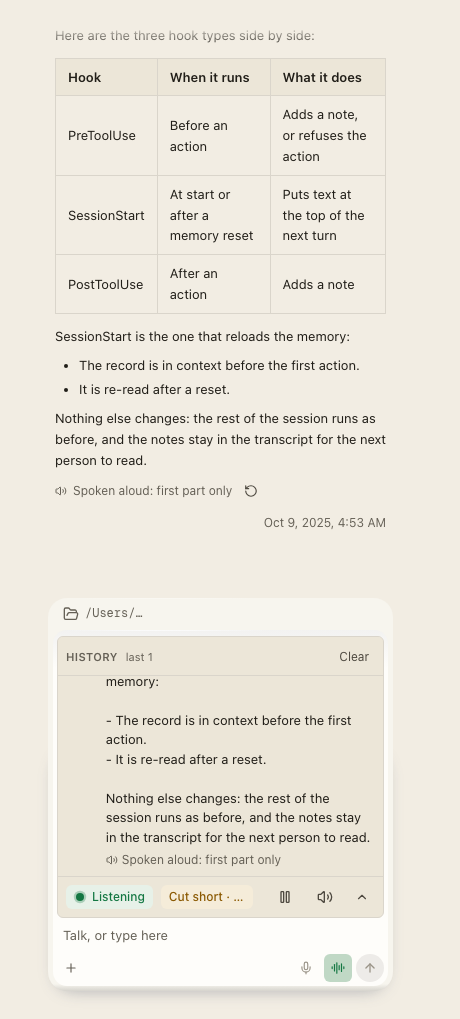 Here are the three hook types side by side:
Hook When it runs What it does
PreToolUse
Before an
action
Adds a note,
or refuses the
action
SessionStart
At start or
after a
memory reset
Puts text at
the top of the
next turn
PostToolUse
After an
action
Adds a note
SessionStart is the one that reloads the memory:
• The record is in context before the first action.
• It is re-read after a reset.
Nothing else changes: the rest of the session runs as
before, and the notes stay in the transcript for the next
person to read.
Spoken aloud: first part only
Oct 9, 2025, 4:53 AM
/Users/…
HISTORY last 1 Clear
memory:
- The record is in context before the first
action.
- It is re-read after a reset.
Nothing else changes: the rest of the
session runs as before, and the notes stay
in the transcript for the next person to read.
Spoken aloud: first part only
Listening Cut short · ...
Talk, or type here